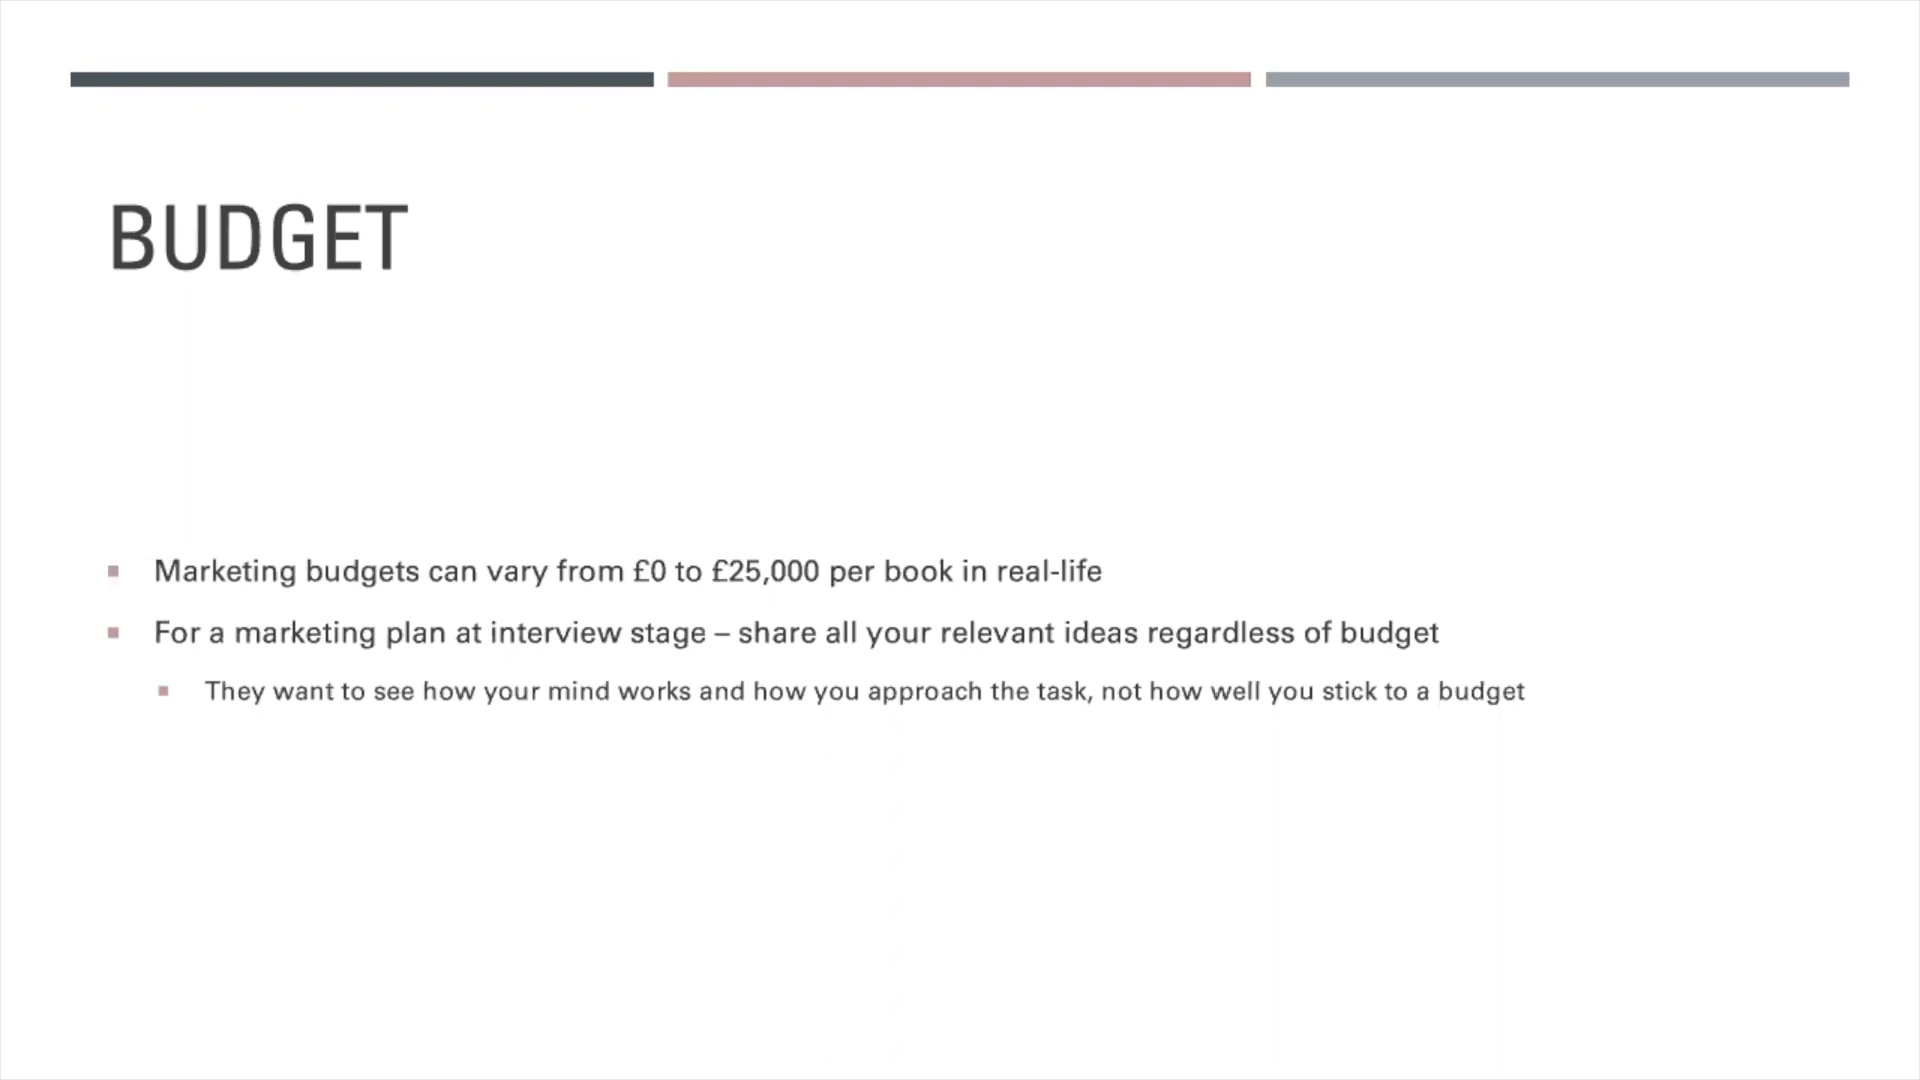 BUDGET
Marketing budgets can vary from £0 to £25,000 per book in real-life
For a marketing plan at interview stage – share all your relevant ideas regardless of budget
They want to see how your mind works and how you approach the task, not how well you stick to a budget